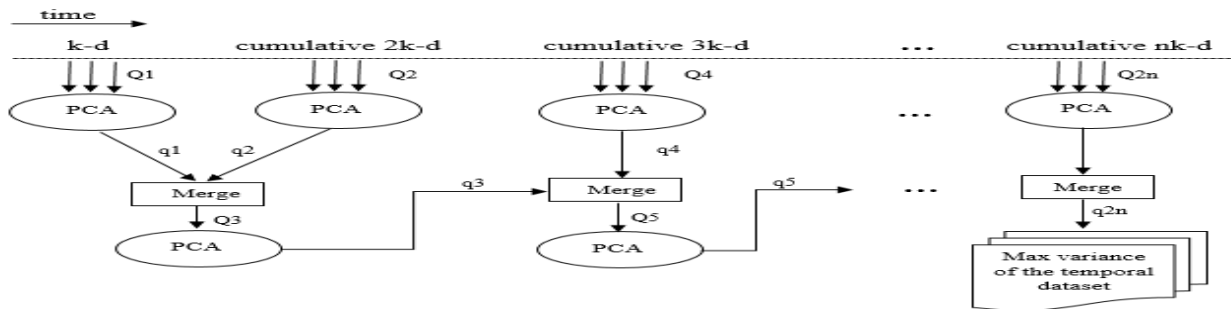 time
k-d cumulative 2k-d cumulative 3k-d ... cumulative nk-d
Q1 Q2 Q4 Q2n
PCA PCA PCA ... PCA
q1 q2 q4
Merge q3 Merge q5 ... Merge
Q3 Q5 q2n
PCA PCA
Max variance
of the temporal
dataset